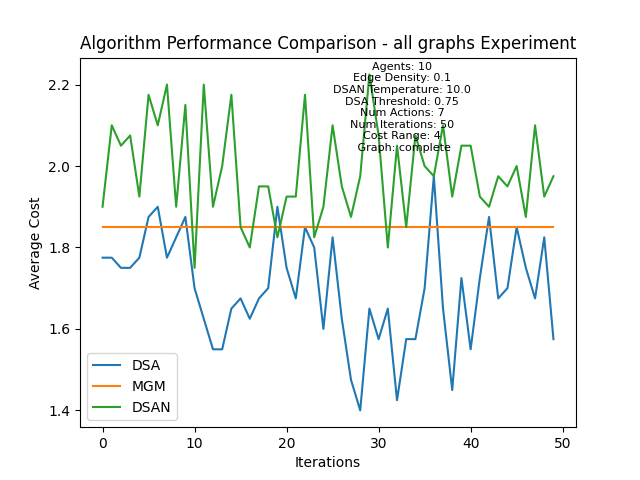 Algorithm Performance Comparison - all graphs Experiment
Agents: 10
Edge Density: 0.1
DSAN Temperature: 10.0
DSA Threshold: 0.75
Num Actions: 7
Num Iterations: 50
Cost Range: 4
Graph: complete
2.2
2.0
1.8
1.6
1.4
Average Cost
DSA
MGM
DSAN
0 10 20 30 40 50
Iterations